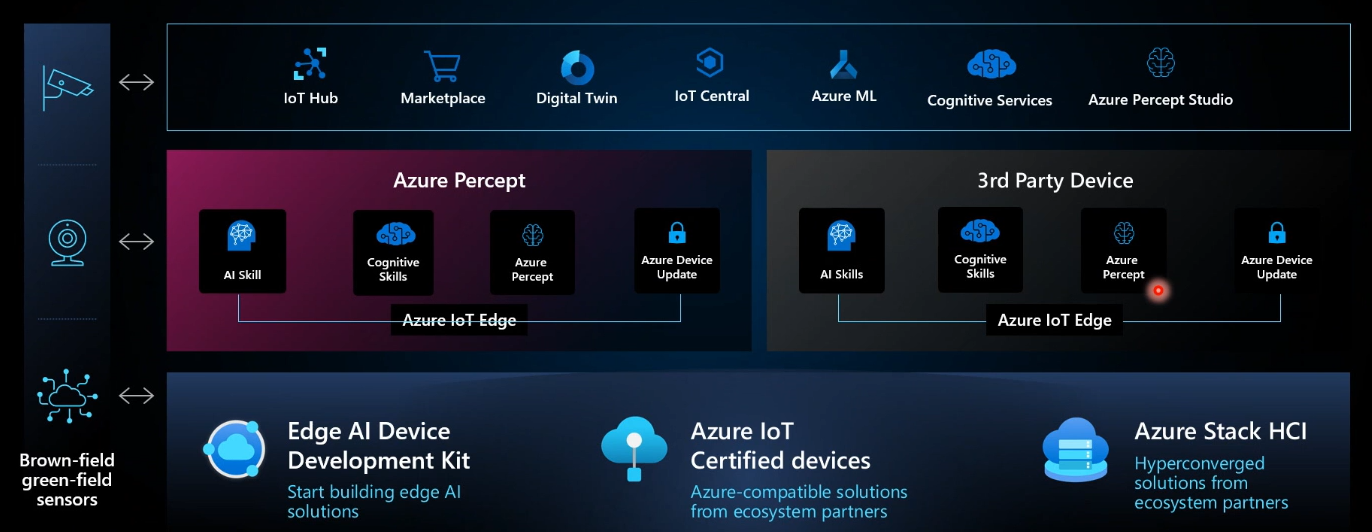 IoT Hub
Marketplace
Digital Twin
IoT Central
Azure ML
Cognitive Services
Azure Percept Studio
Azure Percept
AI Skill
Cognitive
Skills
Azure
Percept
Azure Device
Update
Azure IoT Edge
3rd Party Device
AI Skills
Cognitive
Skills
Azure
Percept
Azure Device
Update
Azure IoT Edge
Brown-field
green-field
sensors
Edge AI Device
Development Kit
Start building edge AI
solutions
Azure IoT
Certified devices
Azure-compatible solutions
from ecosystem partners
Azure Stack HCI
Hyperconverged
solutions from
ecosystem partners